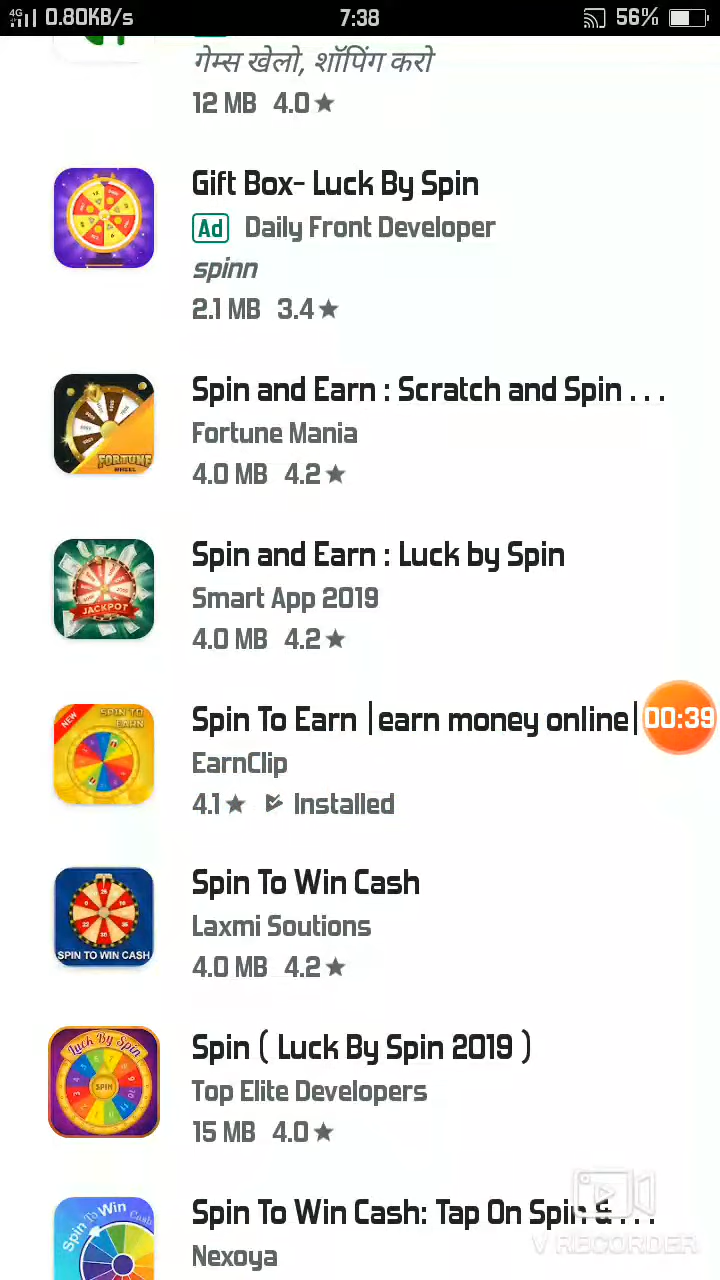 4G 0.80KB/s 7:38 56%
गेम्स खेलो, शॉपिंग करो
12 MB 4.0★
Gift Box- Luck By Spin
Ad Daily Front Developer
spinn
2.1 MB 3.4★
Spin and Earn : Scratch and Spin . . .
Fortune Mania
4.0 MB 4.2★
FORTUNE
WHEEL
Spin and Earn : Luck by Spin
Smart App 2019
4.0 MB 4.2★
JACKPOT
Spin To Earn |earn money online|
00:39
EarnClip
4.1★ Installed
NEW
SPIN TO
EARN
Spin To Win Cash
Laxmi Soutions
4.0 MB 4.2★
SPIN TO WIN CASH
Spin ( Luck By Spin 2019 )
Top Elite Developers
15 MB 4.0★
Luck By Spin
SPIN
Spin To Win Cash: Tap On Spin & . . .
Nexoya
Spin To Win Cash
V RECORDER